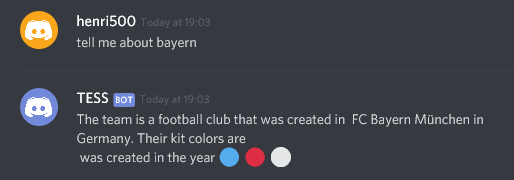 henri500 Today at 19:03
tell me about bayern
TESS BOT Today at 19:03
The team is a football club that was created in FC Bayern München in
Germany. Their kit colors are
was created in the year